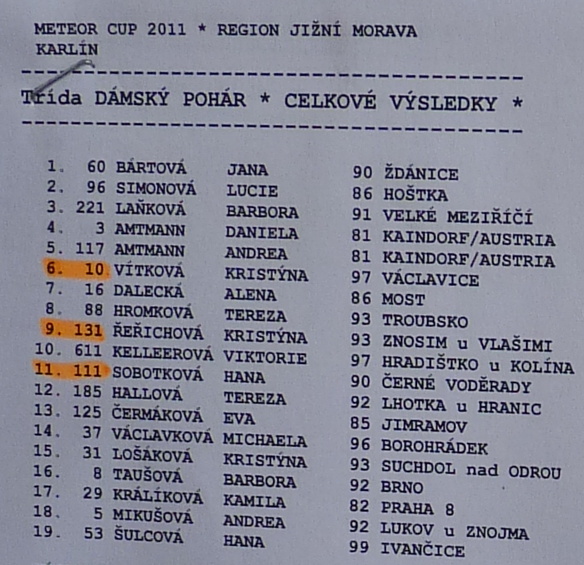 METEOR CUP 2011 * REGION JIŽNÍ MORAVA
KARLÍN
---------------------------------------
Třída DÁMSKÝ POHÁR * CELKOVÉ VÝSLEDKY *
---------------------------------------
1. 60 BÁRTOVÁ JANA 90 ŽDÁNICE
2. 96 SIMONOVÁ LUCIE 86 HOŠTKA
3. 221 LAŇKOVÁ BARBORA 91 VELKÉ MEZIŘÍČÍ
4. 3 AMTMANN DANIELA 81 KAINDORF/AUSTRIA
5. 117 AMTMANN ANDREA 81 KAINDORF/AUSTRIA
6. 10 VÍTKOVÁ KRISTÝNA 97 VÁCLAVICE
7. 16 DALECKÁ ALENA 86 MOST
8. 88 HROMKOVÁ TEREZA 93 TROUBSKO
9. 131 ŘEŘICHOVÁ KRISTÝNA 93 ZNOSIM u VLAŠIMI
10. 611 KELLEEROVÁ VIKTORIE 97 HRADIŠTKO u KOLÍNA
11. 111 SOBOTKOVÁ HANA 90 ČERNÉ VODĚRADY
12. 185 HALLOVÁ TEREZA 92 LHOTKA u HRANIC
13. 125 ČERMÁKOVÁ EVA 85 JIMRAMOV
14. 37 VÁCLAVKOVÁ MICHAELA 96 BOROHRÁDEK
15. 31 LOŠÁKOVÁ KRISTÝNA 93 SUCHDOL nad ODROU
16. 8 TAUŠOVÁ BARBORA 92 BRNO
17. 29 KRÁLÍKOVÁ KAMILA 82 PRAHA 8
18. 5 MIKUŠOVÁ ANDREA 92 LUKOV u ZNOJMA
19. 53 ŠULCOVÁ HANA 99 IVANČICE